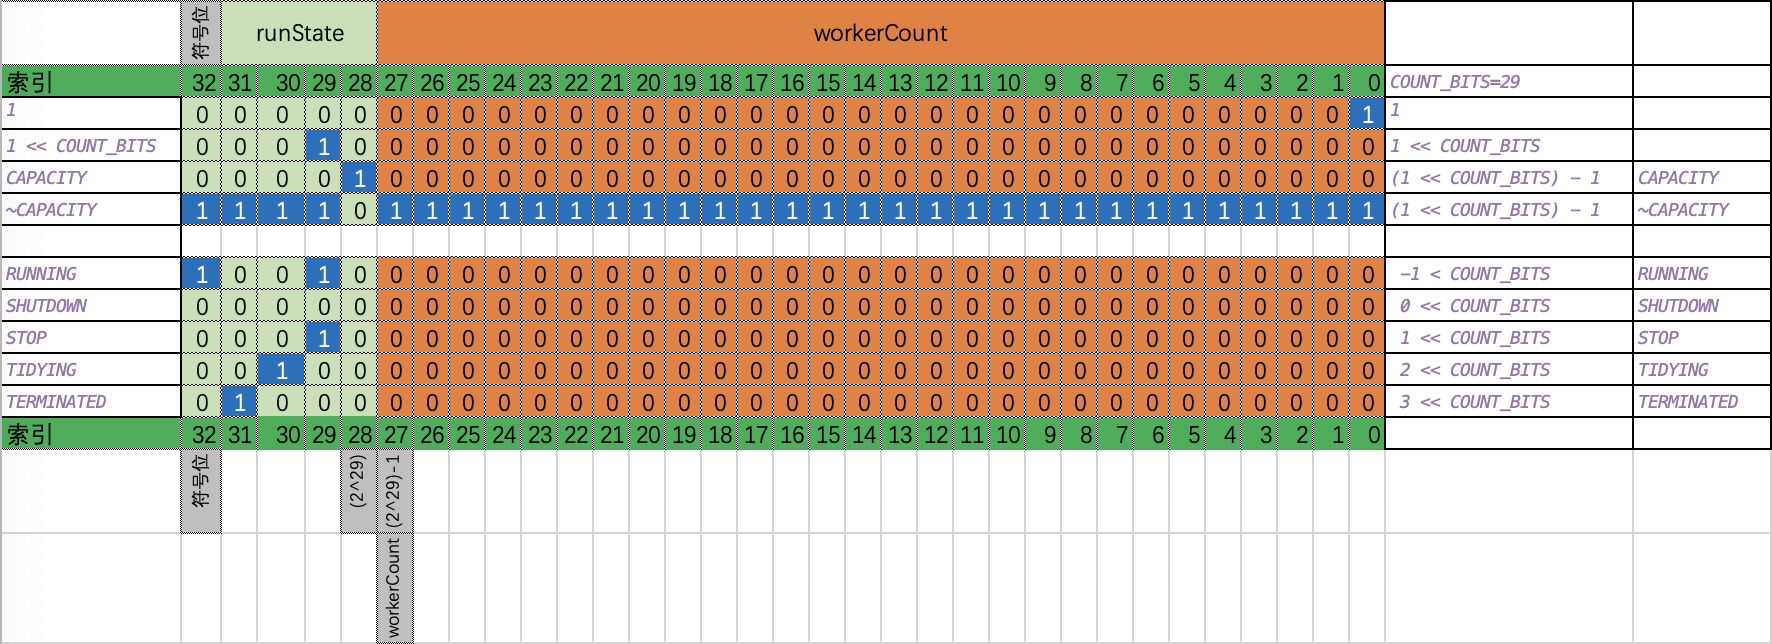 符号位 runState workerCount
索引 32 31 30 29 28 27 26 25 24 23 22 21 20 19 18 17 16 15 14 13 12 11 10 9 8 7 6 5 4 3 2 1 0 COUNT_BITS=29
1 0 0 0 0 0 0 0 0 0 0 0 0 0 0 0 0 0 0 0 0 0 0 0 0 0 0 0 0 0 0 0 0 1 1
1 << COUNT_BITS 0 0 0 1 0 0 0 0 0 0 0 0 0 0 0 0 0 0 0 0 0 0 0 0 0 0 0 0 0 0 0 0 0 1 << COUNT_BITS
CAPACITY 0 0 0 0 1 0 0 0 0 0 0 0 0 0 0 0 0 0 0 0 0 0 0 0 0 0 0 0 0 0 0 0 0 (1 << COUNT_BITS) − 1 CAPACITY
~CAPACITY 1 1 1 1 0 1 1 1 1 1 1 1 1 1 1 1 1 1 1 1 1 1 1 1 1 1 1 1 1 1 1 1 1 (1 << COUNT_BITS) − 1 ~CAPACITY
RUNNING 1 0 0 1 0 0 0 0 0 0 0 0 0 0 0 0 0 0 0 0 0 0 0 0 0 0 0 0 0 0 0 0 0 −1 < COUNT_BITS RUNNING
SHUTDOWN 0 0 0 0 0 0 0 0 0 0 0 0 0 0 0 0 0 0 0 0 0 0 0 0 0 0 0 0 0 0 0 0 0 0 << COUNT_BITS SHUTDOWN
STOP 0 0 0 1 0 0 0 0 0 0 0 0 0 0 0 0 0 0 0 0 0 0 0 0 0 0 0 0 0 0 0 0 0 1 << COUNT_BITS STOP
TIDYING 0 0 1 0 0 0 0 0 0 0 0 0 0 0 0 0 0 0 0 0 0 0 0 0 0 0 0 0 0 0 0 0 0 2 << COUNT_BITS TIDYING
TERMINATED 0 1 0 0 0 0 0 0 0 0 0 0 0 0 0 0 0 0 0 0 0 0 0 0 0 0 0 0 0 0 0 0 0 3 << COUNT_BITS TERMINATED
索引 32 31 30 29 28 27 26 25 24 23 22 21 20 19 18 17 16 15 14 13 12 11 10 9 8 7 6 5 4 3 2 1 0
符号位 (2^29) (2^29)-1
workerCount